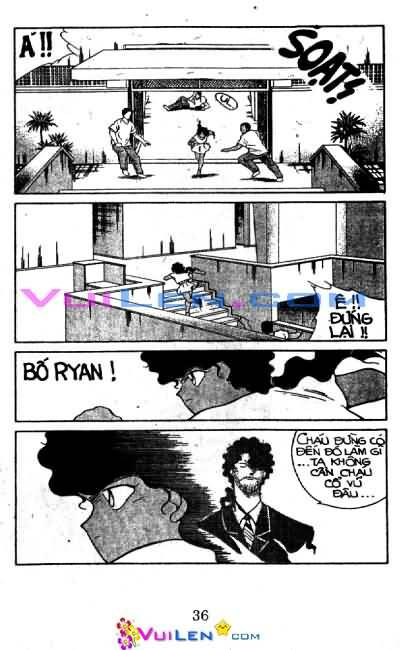 Á!!
SOẠT!!
VuiLen.com
Ê!!
ĐỨNG
LẠI!!
BỐ RYAN!
CHÁU ĐỪNG CÓ
ĐẾN ĐÓ LÀM GÌ
...TA KHÔNG
CẦN CHÁU
CỔ VŨ
ĐÂU...
36
VuiLen.com